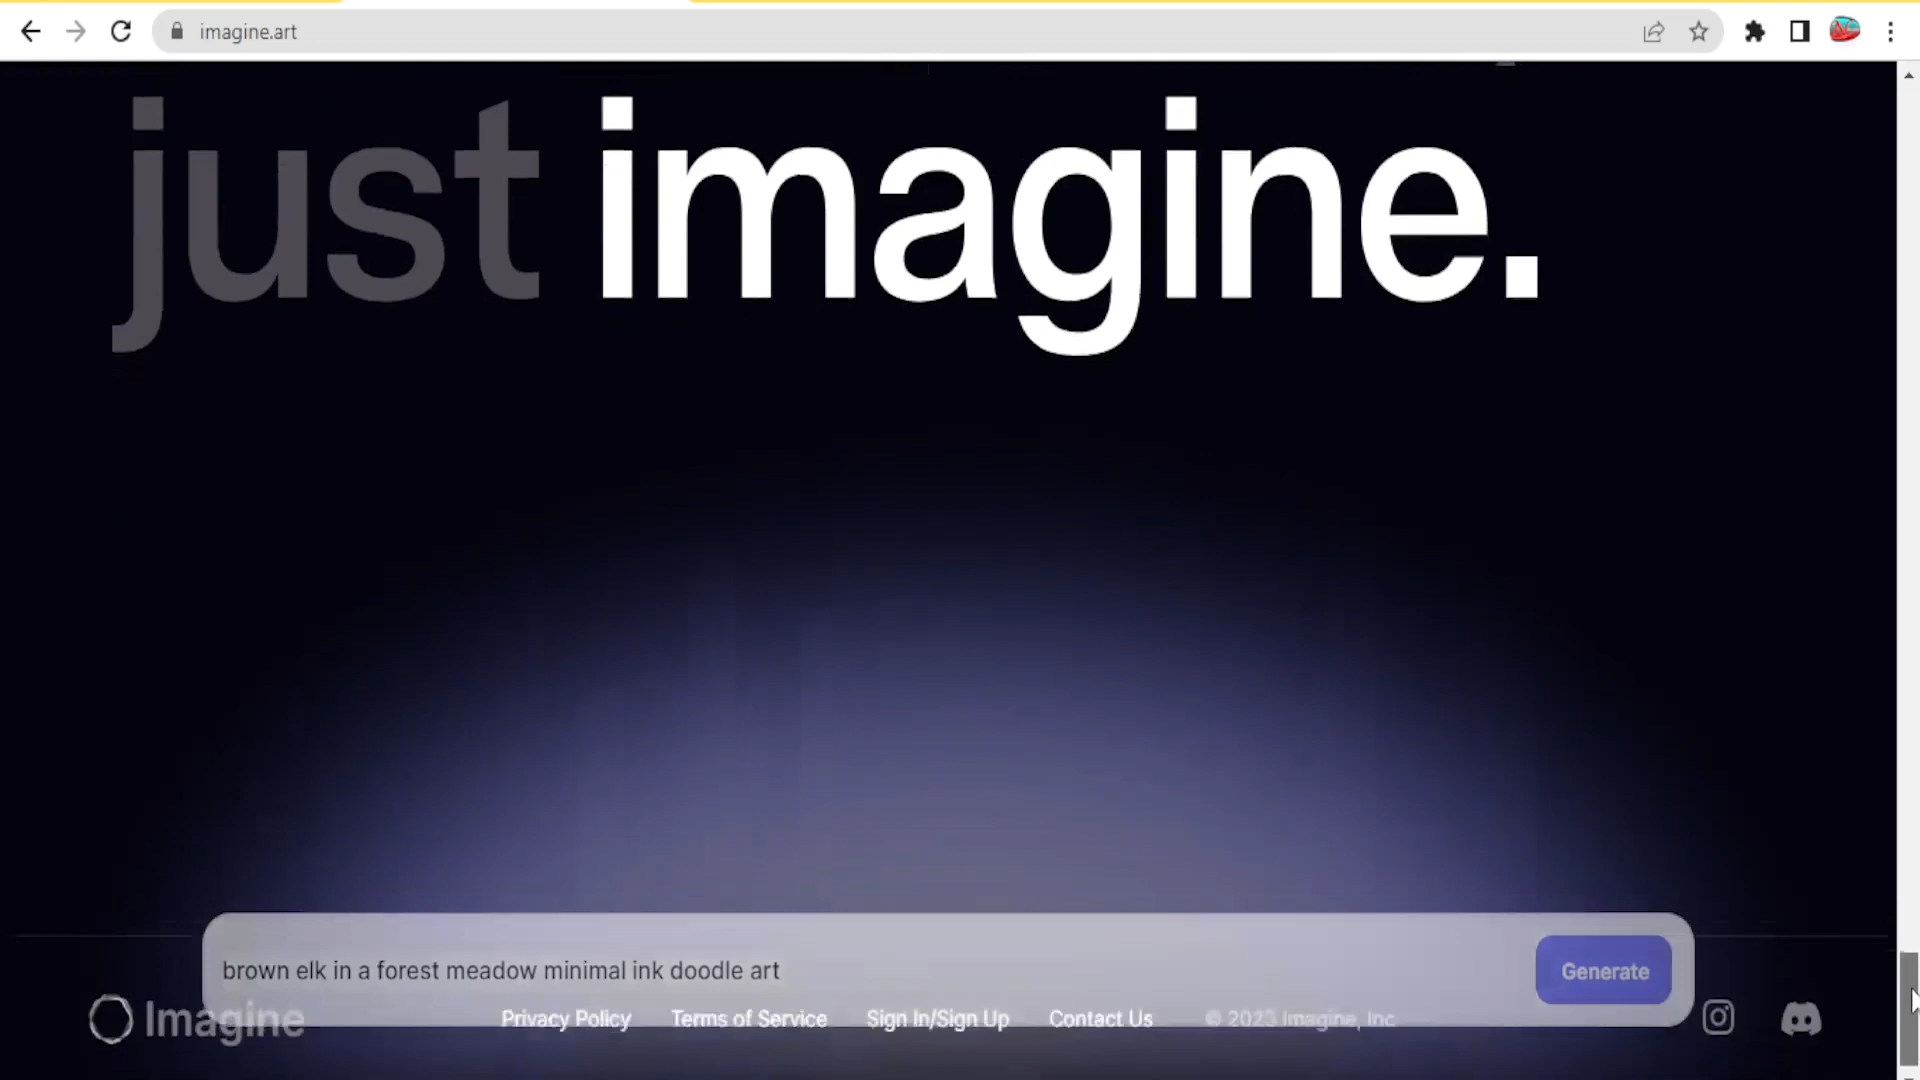 imagine.art
just imagine.
brown elk in a forest meadow minimal ink doodle art
Generate
Imagine
Privacy Policy
Terms of Service
Sign In/Sign Up
Contact Us
© 2023 Imagine, Inc